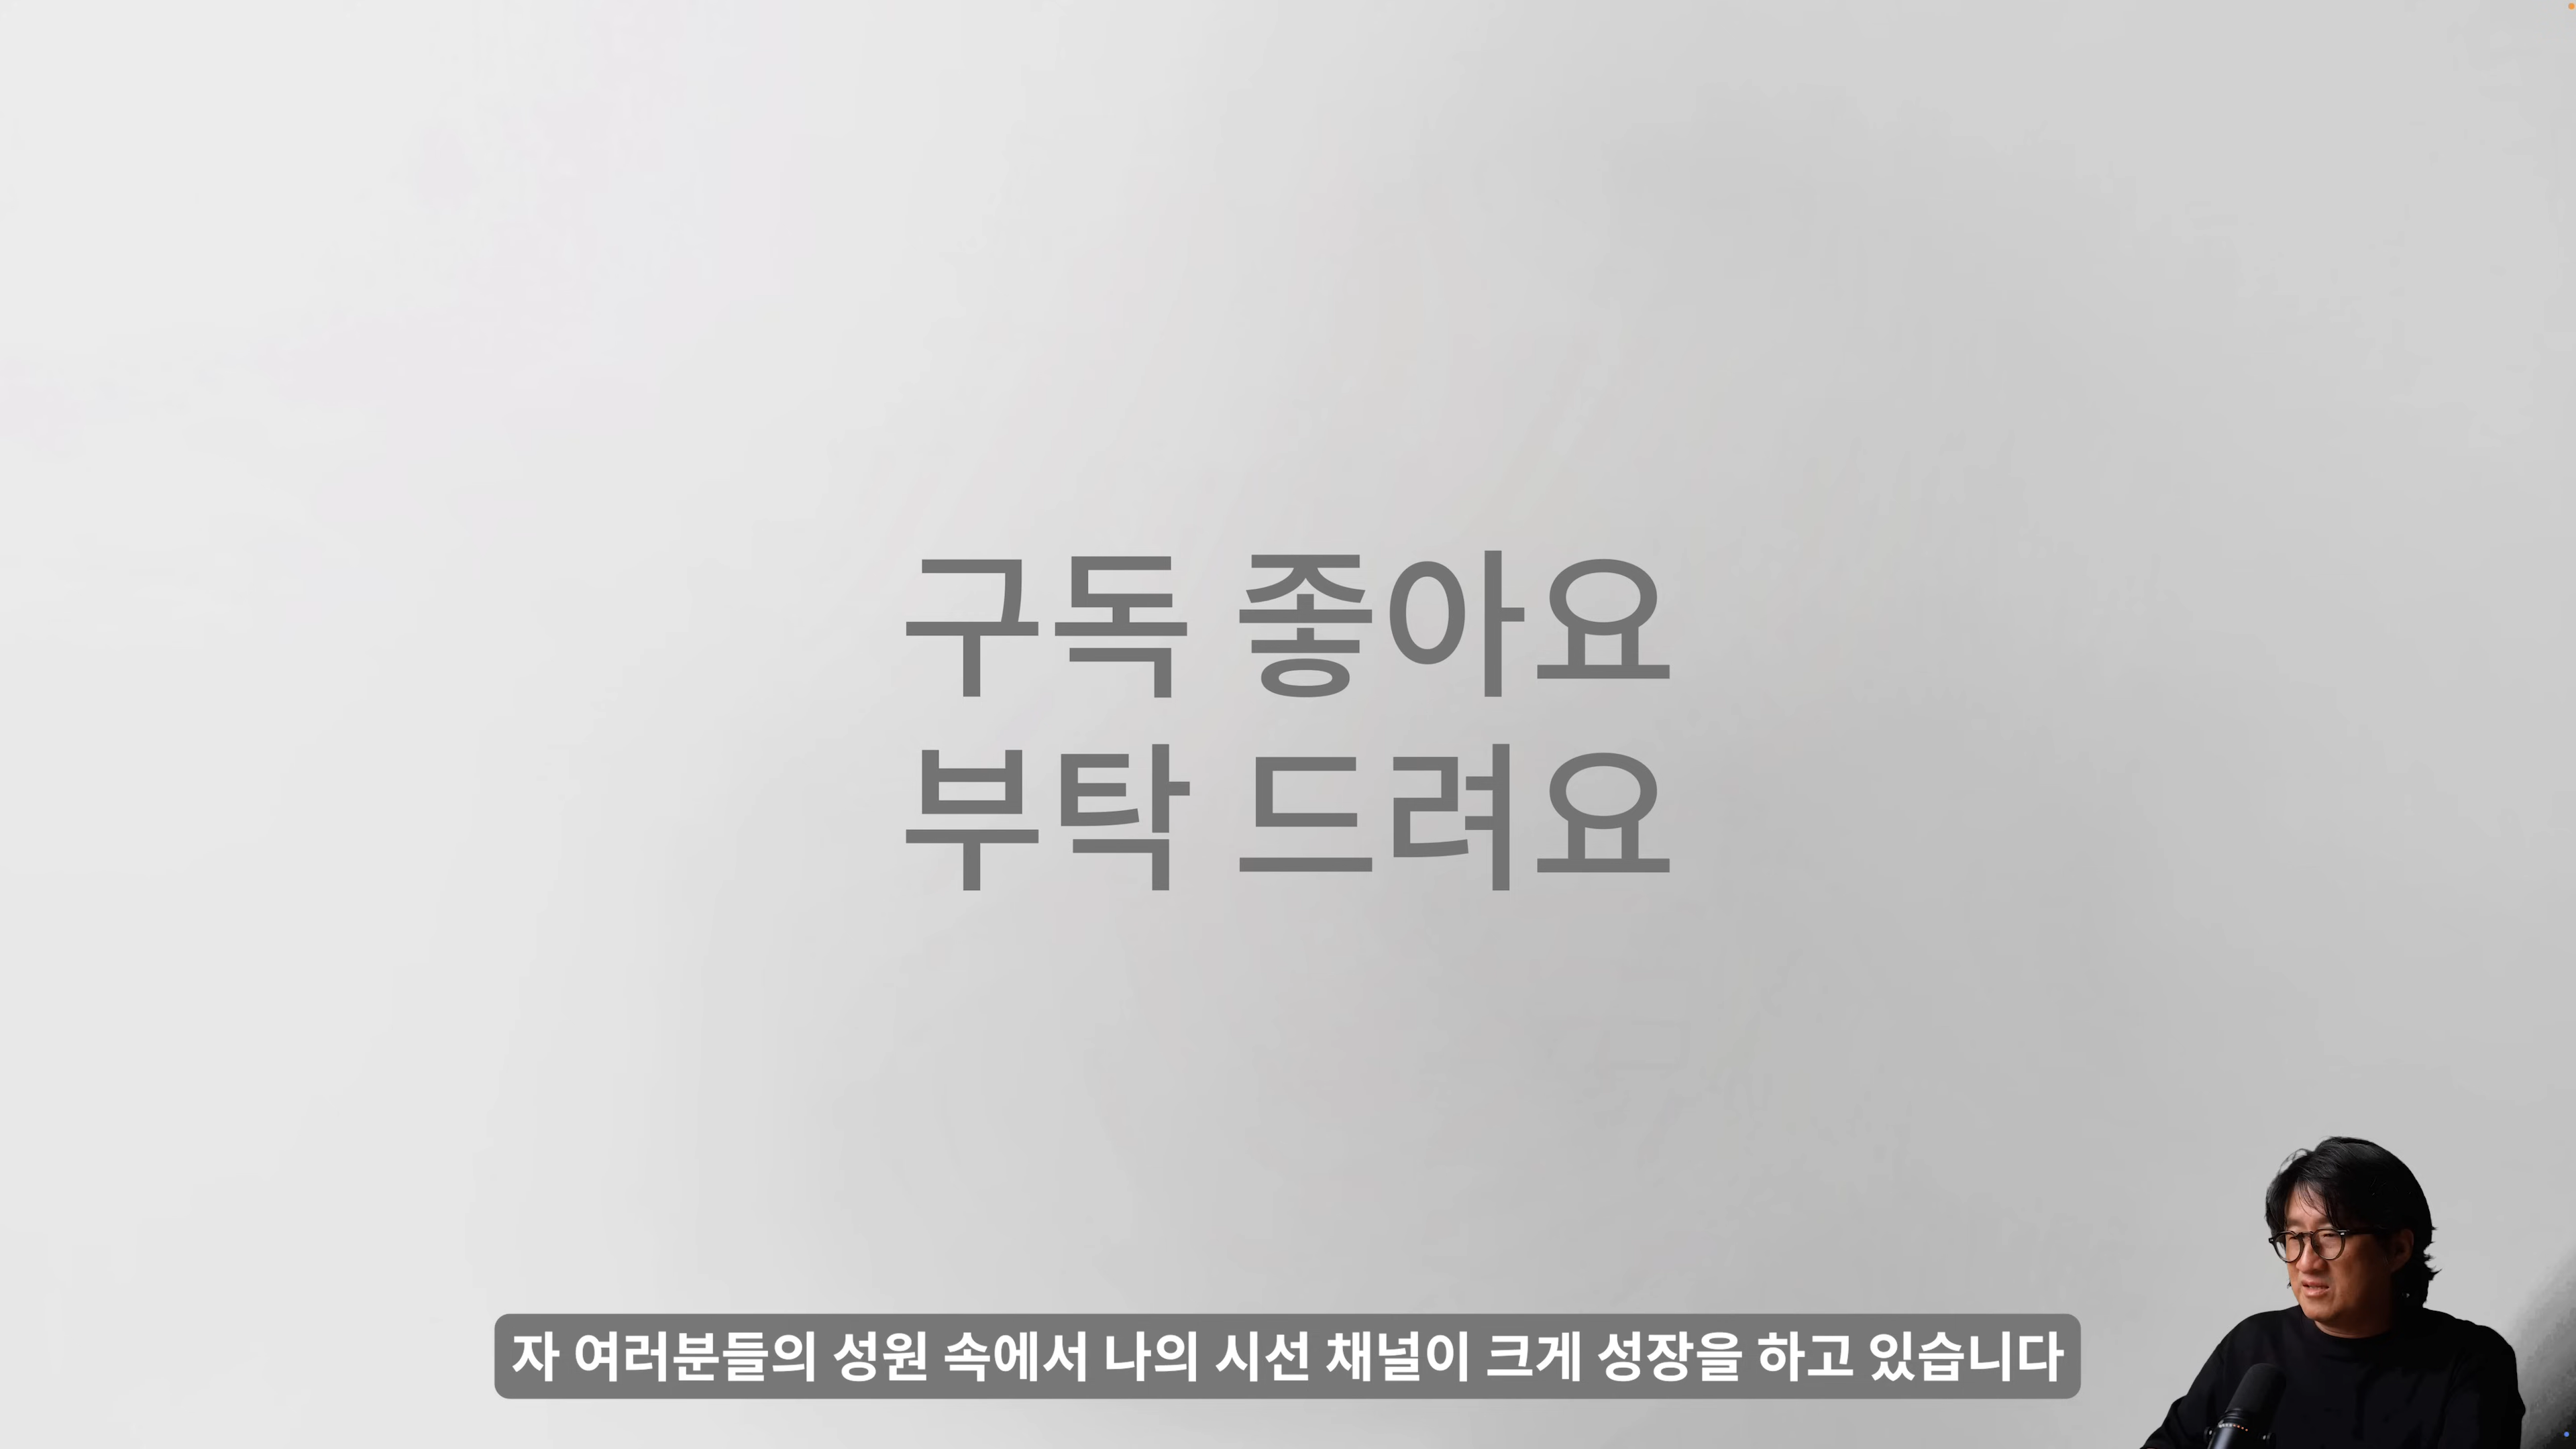 구독 좋아요
부탁 드려요
자 여러분들의 성원 속에서 나의 시선 채널이 크게 성장을 하고 있습니다